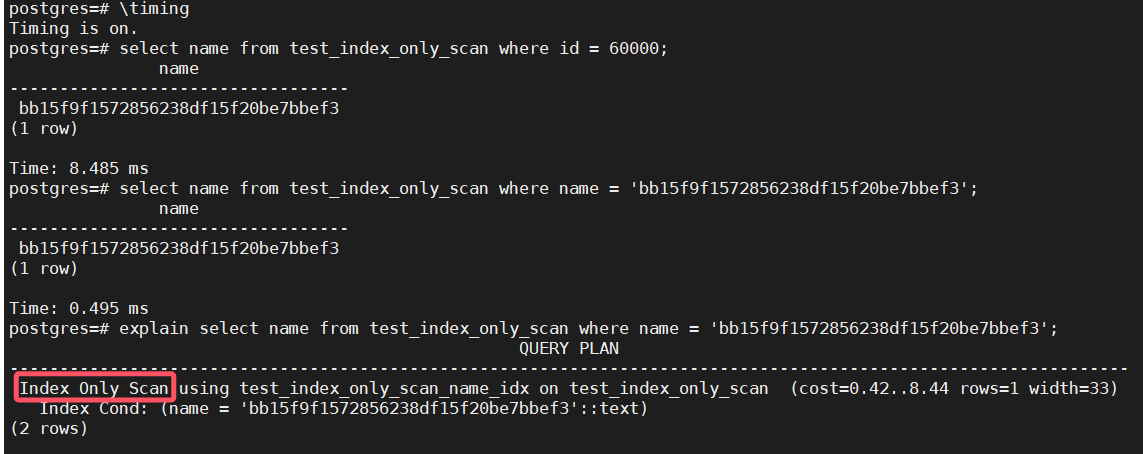 postgres=# \timing
Timing is on.
postgres=# select name from test_index_only_scan where id = 60000;
name
----------------------------------
bb15f9f1572856238df15f20be7bbef3
(1 row)
Time: 8.485 ms
postgres=# select name from test_index_only_scan where name = 'bb15f9f1572856238df15f20be7bbef3';
name
----------------------------------
bb15f9f1572856238df15f20be7bbef3
(1 row)
Time: 0.495 ms
postgres=# explain select name from test_index_only_scan where name = 'bb15f9f1572856238df15f20be7bbef3';
QUERY PLAN
----------------------------------------------------------------------------------------------------------------
Index Only Scan using test_index_only_scan_name_idx on test_index_only_scan  (cost=0.42..8.44 rows=1 width=33)
Index Cond: (name = 'bb15f9f1572856238df15f20be7bbef3'::text)
(2 rows)